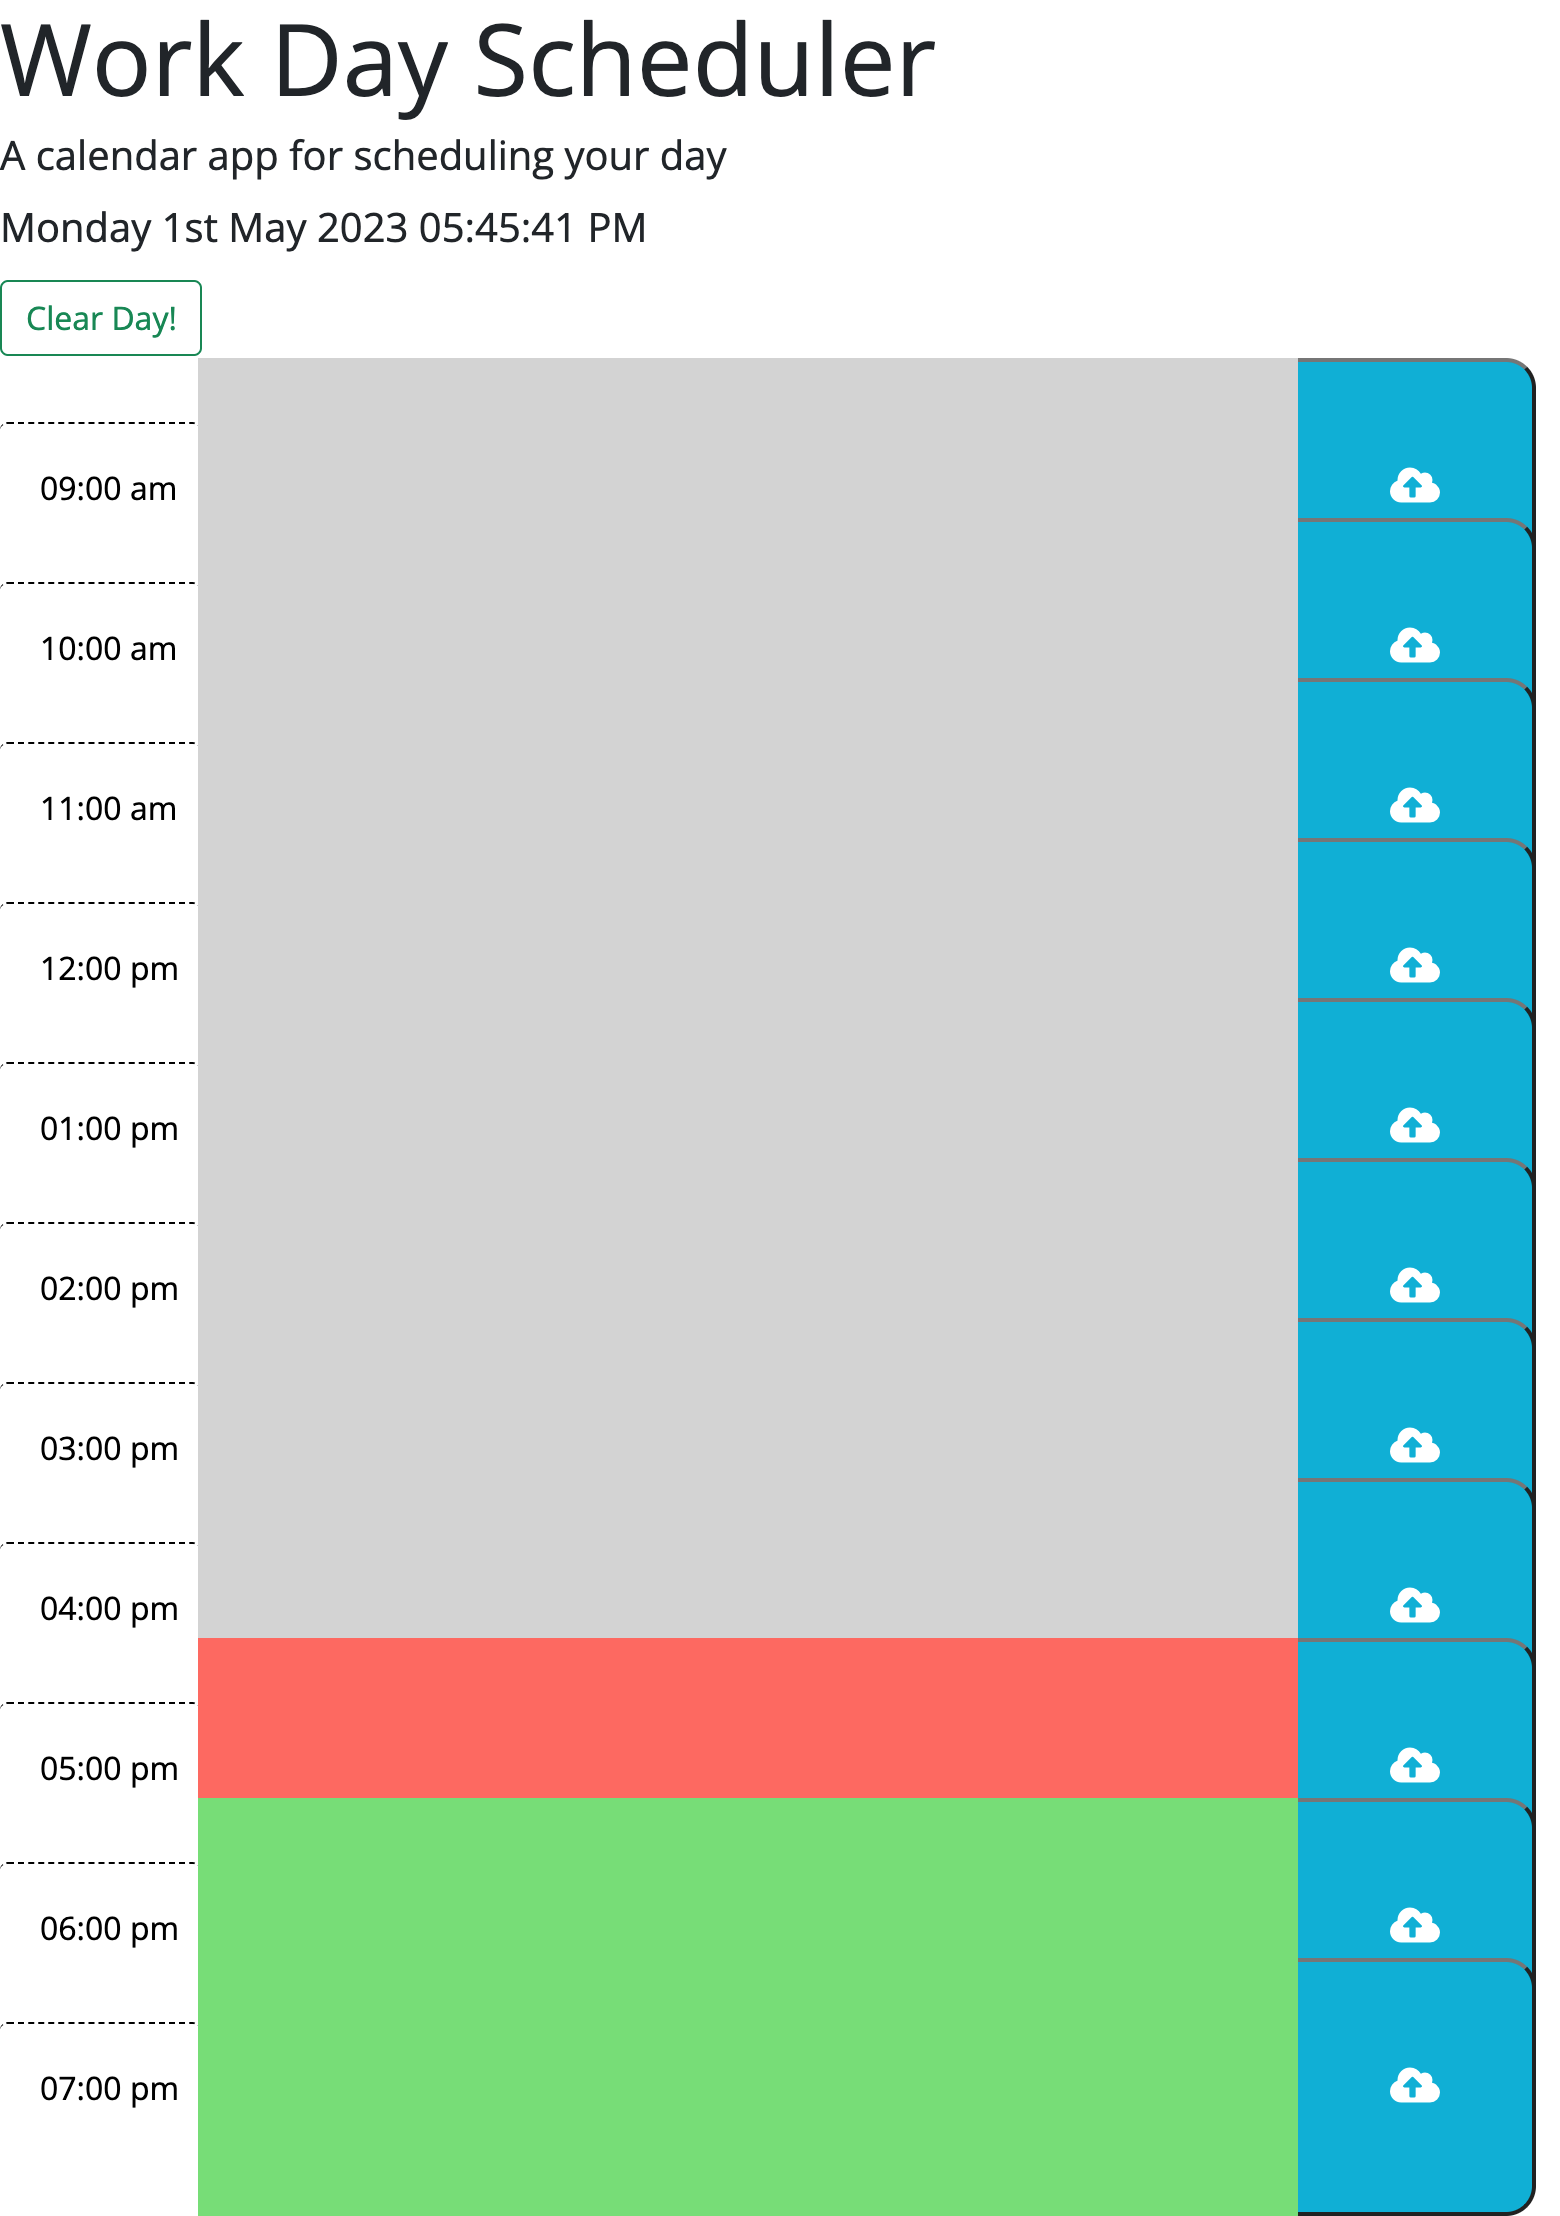 Work Day Scheduler
A calendar app for scheduling your day
Monday 1st May 2023 05:45:41 PM
Clear Day!
09:00 am
10:00 am
11:00 am
12:00 pm
01:00 pm
02:00 pm
03:00 pm
04:00 pm
05:00 pm
06:00 pm
07:00 pm